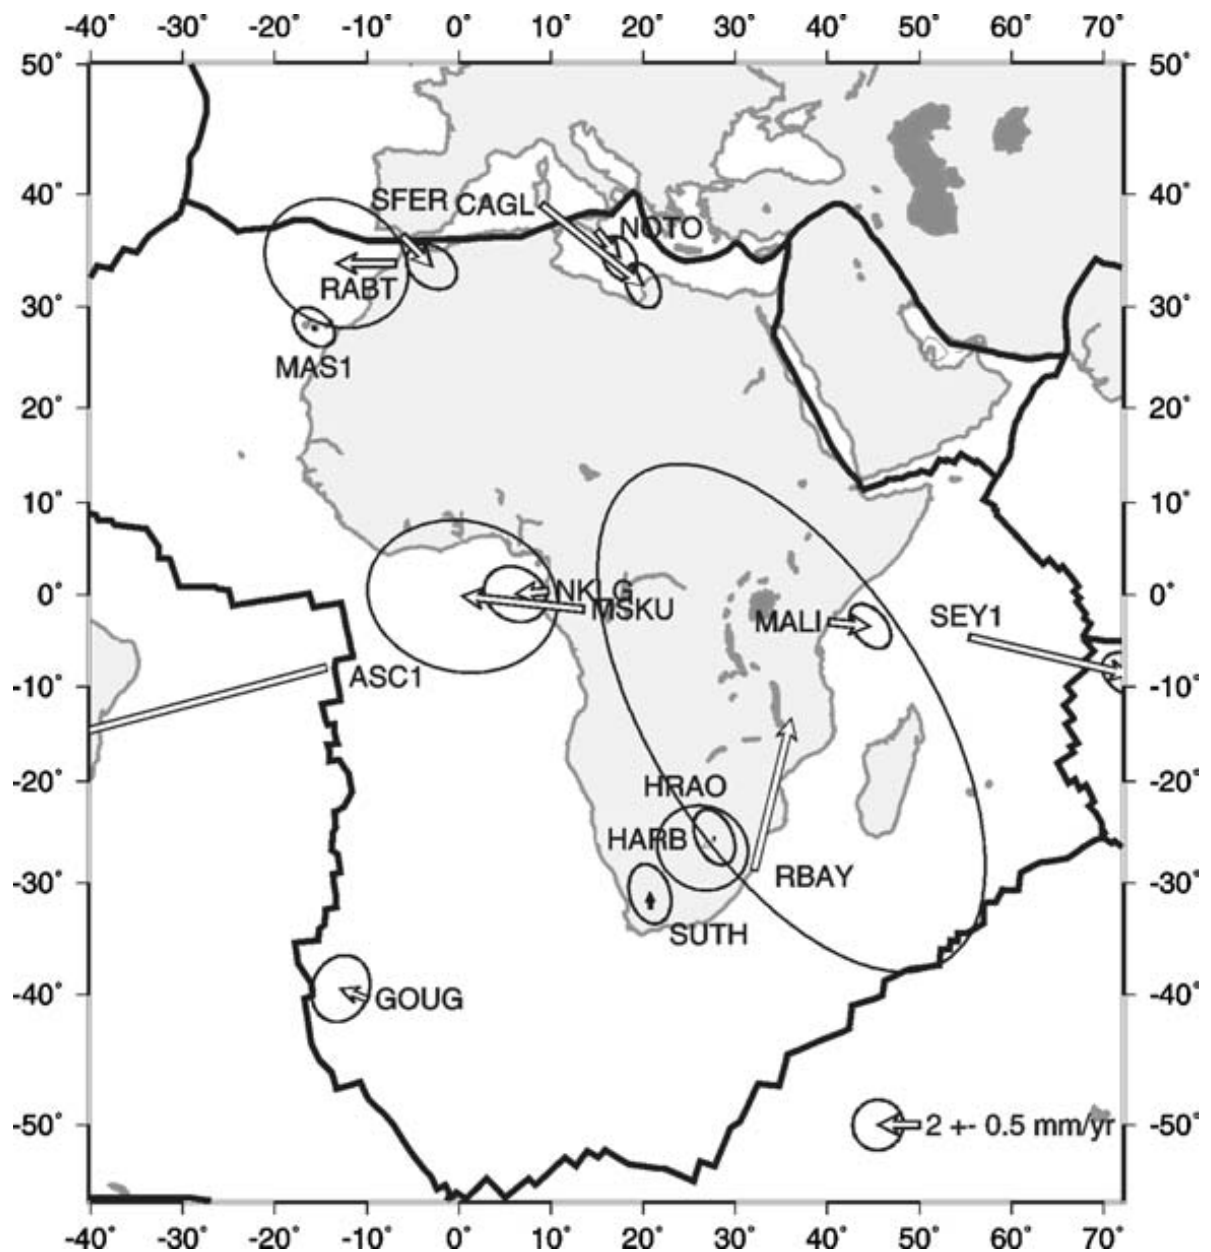 -40° -30° -20° -10° 0° 10° 20° 30° 40° 50° 60° 70°
50° 50°
40° 40°
SFER CAGL
NOTO
RABT
30° 30°
MAS1
20° 20°
10° 10°
0° 0°
NKLG
MSKU
MALI
SEY1
ASC1
-10° -10°
-20° -20°
HRAO
HARB
RBAY
-30° -30°
SUTH
-40° -40°
GOUG
-50° -50°
2 +- 0.5 mm/yr
-40° -30° -20° -10° 0° 10° 20° 30° 40° 50° 60° 70°